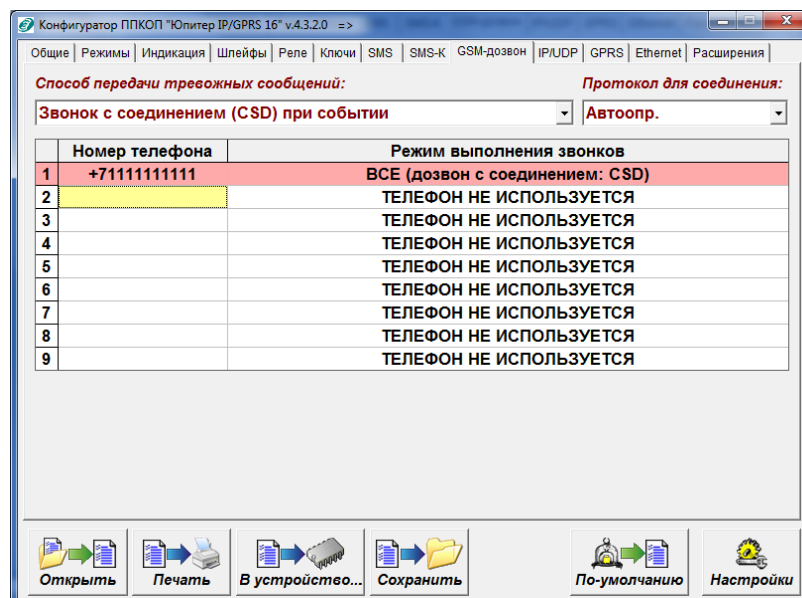 Конфигуратор ППКОП "Юпитер IP/GPRS 16" v.4.3.2.0 =>
Общие Режимы Индикация Шлейфы Реле Ключи SMS SMS-K GSM-дозвон IP/UDP GPRS Ethernet Расширения
Способ передачи тревожных сообщений: Протокол для соединения:
Звонок с соединением (CSD) при событии Автоопр.
Номер телефона Режим выполнения звонков
1 +71111111111 ВСЕ (дозвон с соединением: CSD)
2 ТЕЛЕФОН НЕ ИСПОЛЬЗУЕТСЯ
3 ТЕЛЕФОН НЕ ИСПОЛЬЗУЕТСЯ
4 ТЕЛЕФОН НЕ ИСПОЛЬЗУЕТСЯ
5 ТЕЛЕФОН НЕ ИСПОЛЬЗУЕТСЯ
6 ТЕЛЕФОН НЕ ИСПОЛЬЗУЕТСЯ
7 ТЕЛЕФОН НЕ ИСПОЛЬЗУЕТСЯ
8 ТЕЛЕФОН НЕ ИСПОЛЬЗУЕТСЯ
9 ТЕЛЕФОН НЕ ИСПОЛЬЗУЕТСЯ
Открыть Печать В устройство... Сохранить По-умолчанию Настройки